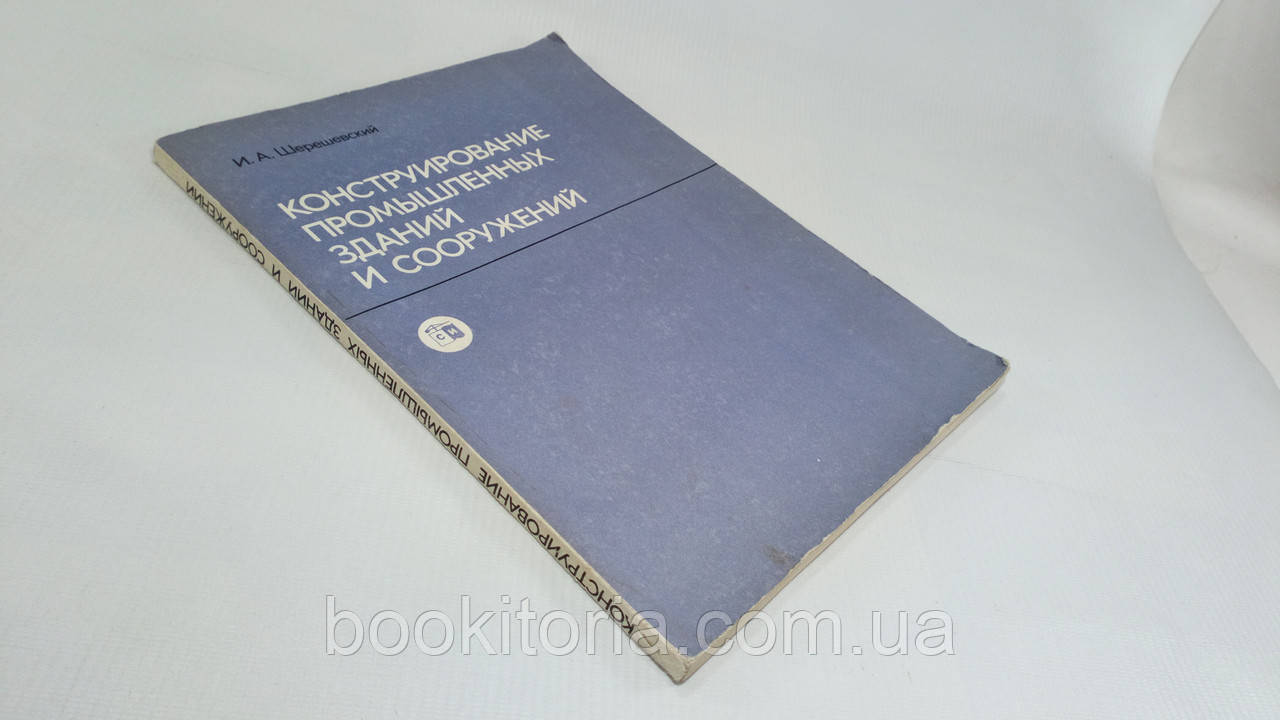 И. А. Шерешевский
КОНСТРУИРОВАНИЕ
ПРОМЫШЛЕННЫХ
ЗДАНИЙ
И СООРУЖЕНИЙ
С И
КОНСТРУИРОВАНИЕ ПРОМЫШЛЕННЫХ ЗДАНИЙ И СООРУЖЕНИЙ
bookitoria.com.ua